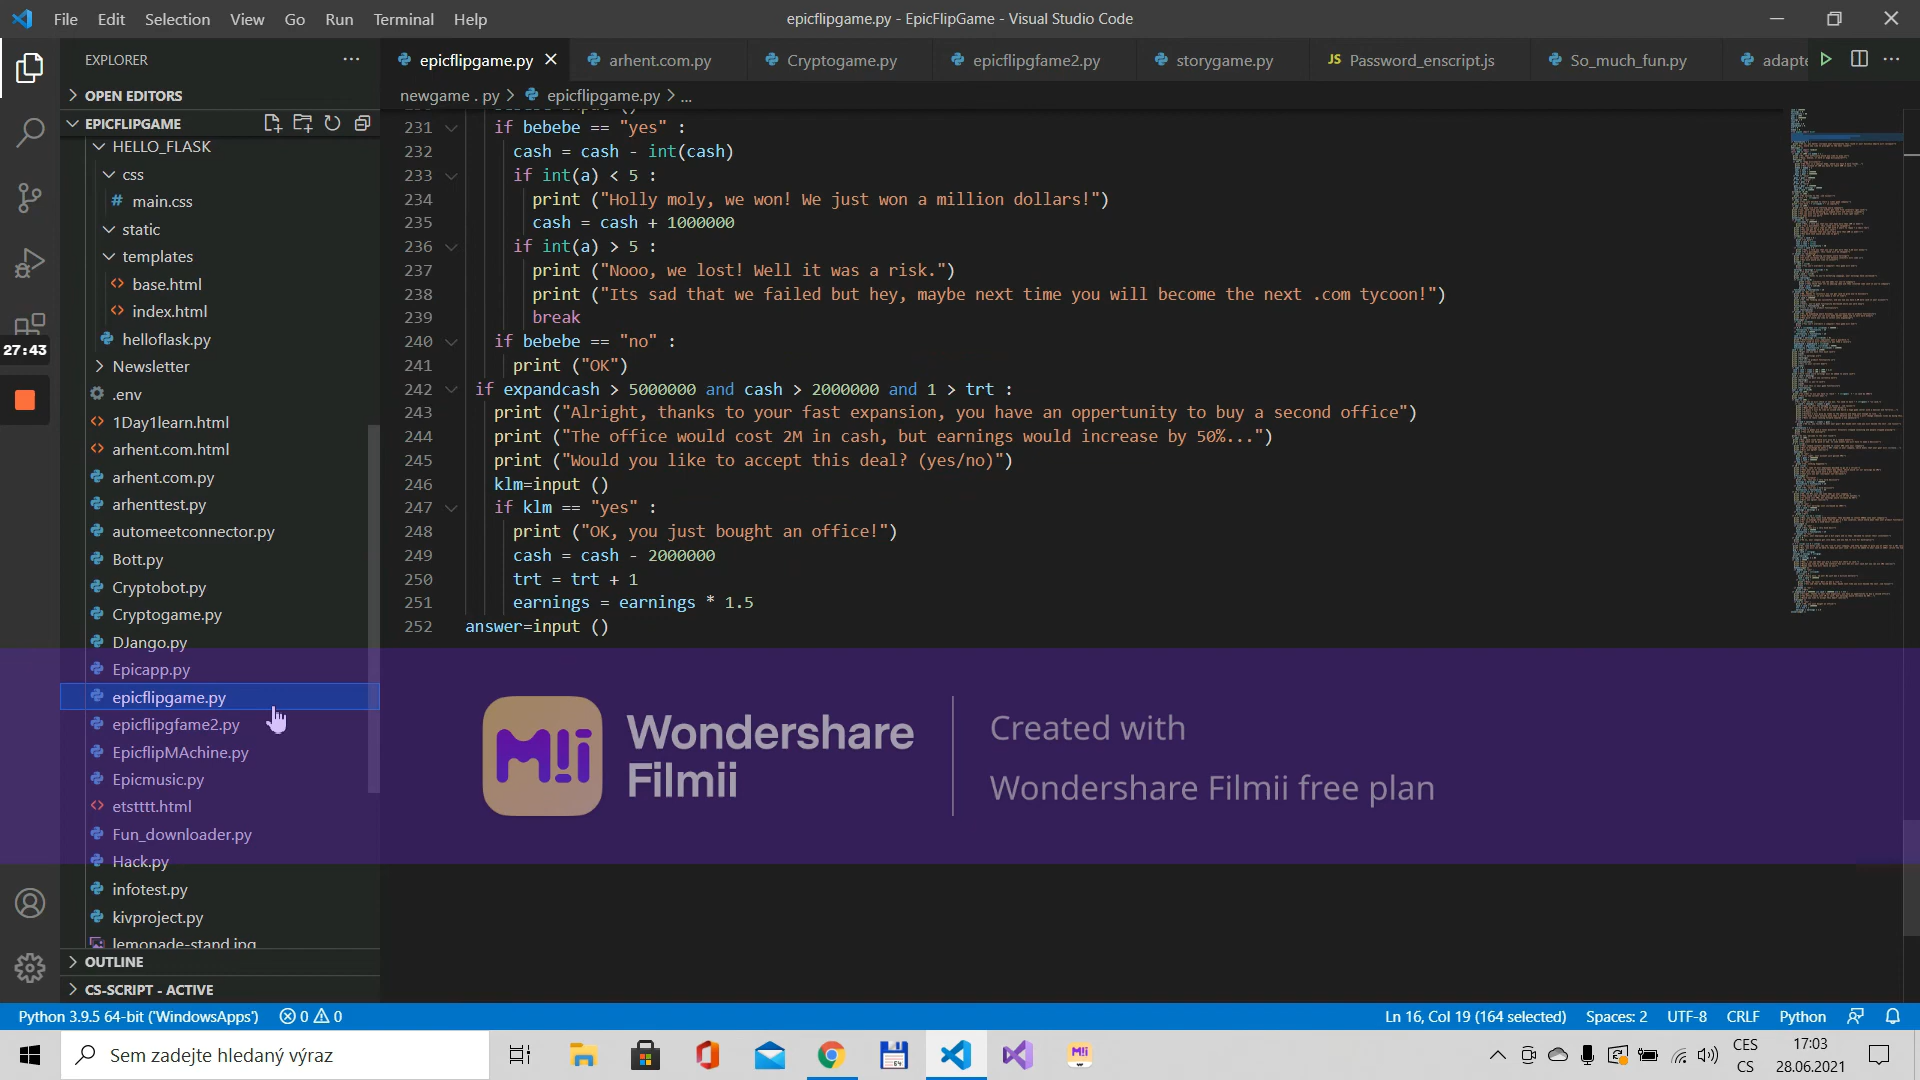 File Edit Selection View Go Run Terminal Help
epicflipgame.py - EpicFlipGame - Visual Studio Code
EXPLORER
epicflipgame.py
arhent.com.py
Cryptogame.py
epicflipgfame2.py
storygame.py
JS Password_enscript.js
So_much_fun.py
adapte
OPEN EDITORS
newgame . py > epicflipgame.py > ...
EPICFLIPGAME
HELLO_FLASK
css
# main.css
static
templates
<> base.html
<> index.html
helloflask.py
Newsletter
.env
<> 1Day1learn.html
<> arhent.com.html
arhent.com.py
arhenttest.py
automeetconnector.py
Bott.py
Cryptobot.py
Cryptogame.py
DJango.py
Epicapp.py
epicflipgame.py
epicflipgfame2.py
EpicflipMAchine.py
Epicmusic.py
<> etstttt.html
Fun_downloader.py
Hack.py
infotest.py
kivproject.py
lemonade-stand.jpg
OUTLINE
CS-SCRIPT - ACTIVE
27:43
231 if bebebe == "yes" :
232 cash = cash - int(cash)
233 if int(a) < 5 :
234 print ("Holly moly, we won! We just won a million dollars!")
235 cash = cash + 1000000
236 if int(a) > 5 :
237 print ("Nooo, we lost! Well it was a risk.")
238 print ("Its sad that we failed but hey, maybe next time you will become the next .com tycoon!")
239 break
240 if bebebe == "no" :
241 print ("OK")
242 if expandcash > 5000000 and cash > 2000000 and 1 > trt :
243 print ("Alright, thanks to your fast expansion, you have an oppertunity to buy a second office")
244 print ("The office would cost 2M in cash, but earnings would increase by 50%...")
245 print ("Would you like to accept this deal? (yes/no)")
246 klm=input ()
247 if klm == "yes" :
248 print ("OK, you just bought an office!")
249 cash = cash - 2000000
250 trt = trt + 1
251 earnings = earnings * 1.5
252 answer=input ()
Wondershare
Filmii
Created with
Wondershare Filmii free plan
Python 3.9.5 64-bit ('WindowsApps') 0 0
Ln 16, Col 19 (164 selected) Spaces: 2 UTF-8 CRLF Python
Sem zadejte hledaný výraz
CES
CS
17:03
28.06.2021